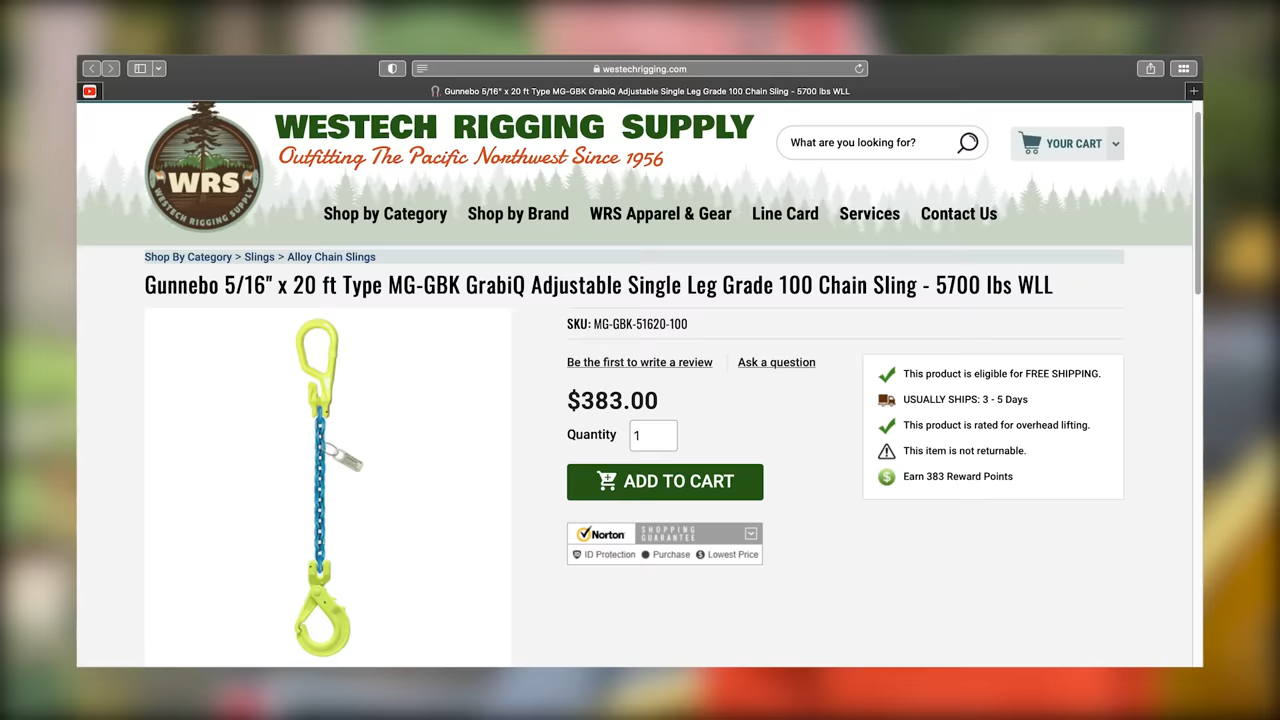 westechrigging.com
Gunnebo 5/16" x 20 ft Type MG-GBK GrabiQ Adjustable Single Leg Grade 100 Chain Sling - 5700 lbs WLL
WRS
WESTECH RIGGING SUPPLY
WESTECH RIGGING SUPPLY
Outfitting The Pacific Northwest Since 1956
What are you looking for?
YOUR CART
Shop by Category Shop by Brand WRS Apparel & Gear Line Card Services Contact Us
Shop By Category > Slings > Alloy Chain Slings
Gunnebo 5/16" x 20 ft Type MG-GBK GrabiQ Adjustable Single Leg Grade 100 Chain Sling - 5700 lbs WLL
SKU: MG-GBK-51620-100
Be the first to write a review Ask a question
$383.00
Quantity 1
ADD TO CART
Norton SHOPPING GUARANTEE
ID Protection Purchase $ Lowest Price
This product is eligible for FREE SHIPPING.
USUALLY SHIPS: 3 - 5 Days
This product is rated for overhead lifting.
This item is not returnable.
$ Earn 383 Reward Points